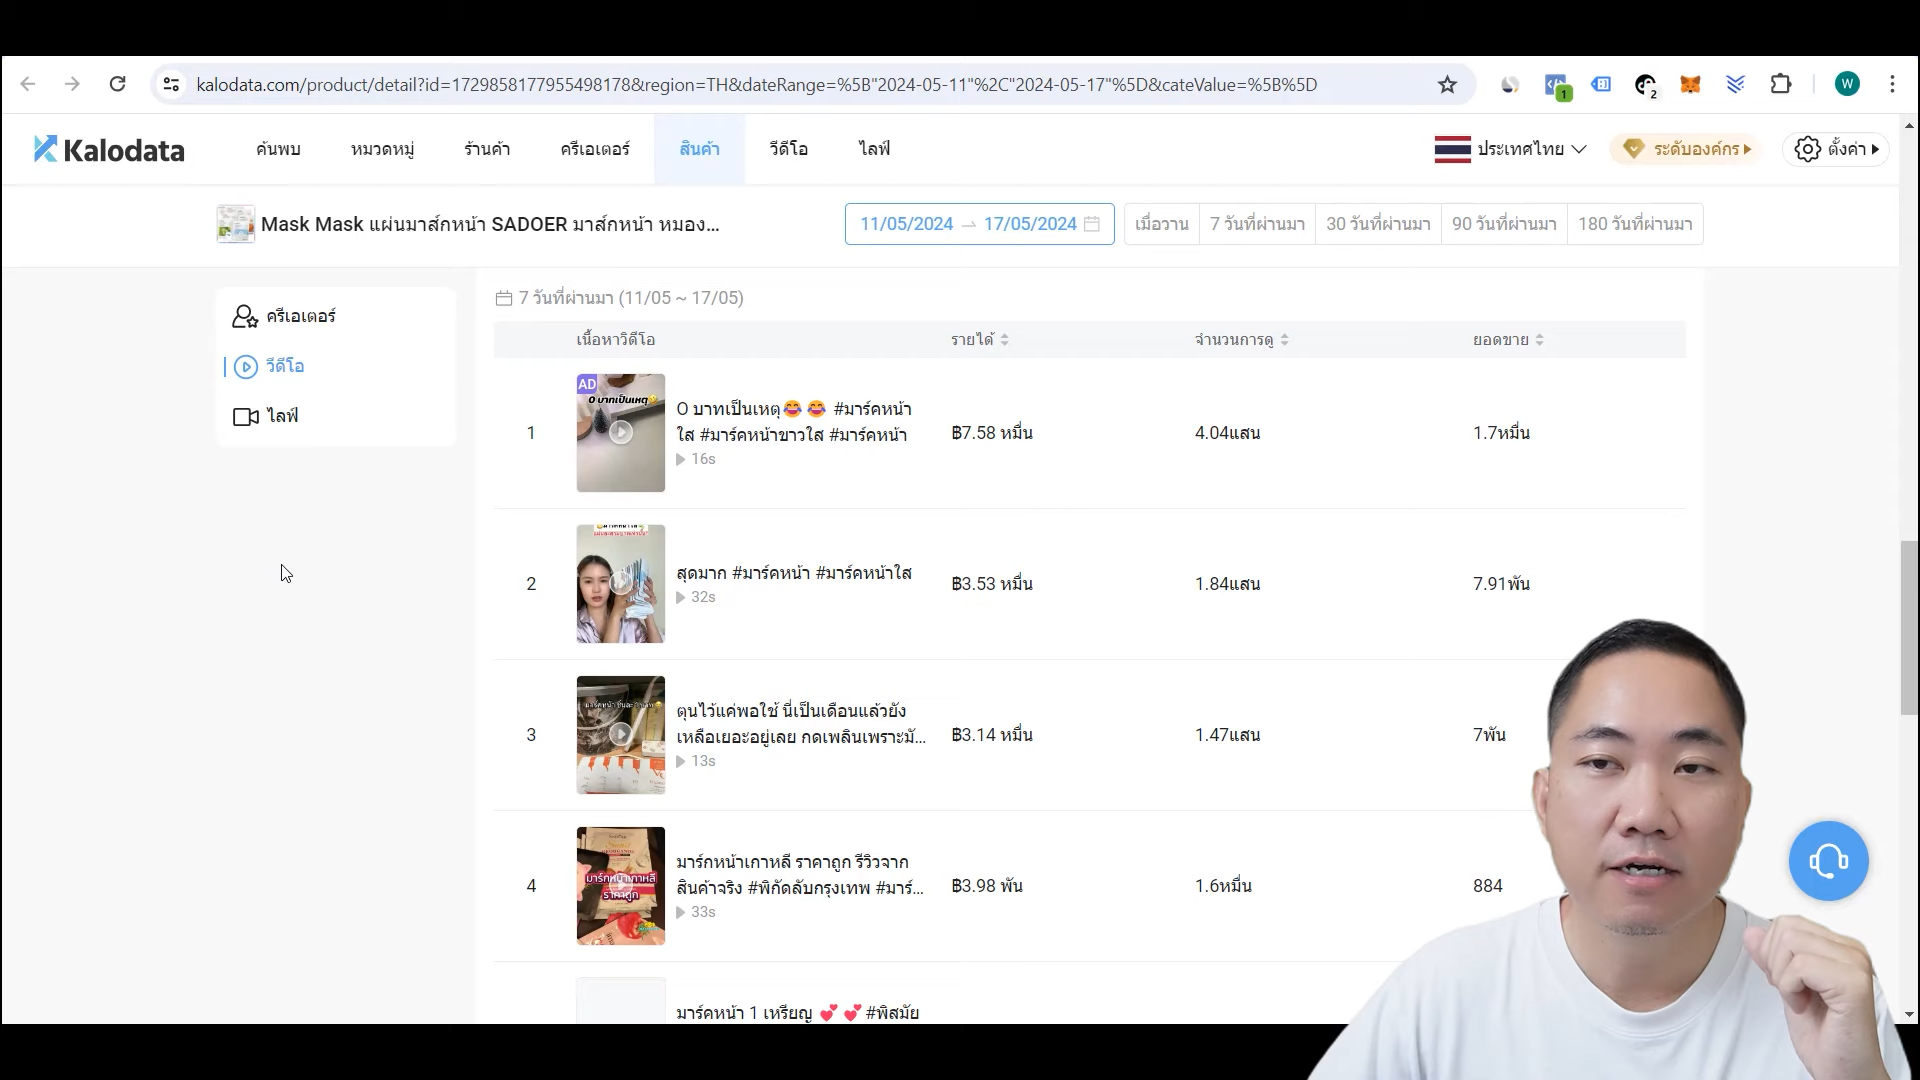 kalodata.com/product/detail?id=1729858177955498178&region=TH&dateRange=%5B"2024-05-11"%2C"2024-05-17"%5D&cateValue=%5B%5D
1
2
W
Kalodata
ค้นพบ
หมวดหมู่
ร้านค้า
ครีเอเตอร์
สินค้า
วีดีโอ
ไลฟ์
ประเทศไทย
ระดับองค์กร
ตั้งค่า
Mask Mask แผ่นมาส์กหน้า SADOER มาส์กหน้า หมอง...
11/05/2024 → 17/05/2024
เมื่อวาน
7 วันที่ผ่านมา
30 วันที่ผ่านมา
90 วันที่ผ่านมา
180 วันที่ผ่านมา
ครีเอเตอร์
วีดีโอ
ไลฟ์
7 วันที่ผ่านมา (11/05 ~ 17/05)
เนื้อหาวิดีโอ
รายได้
จำนวนการดู
ยอดขาย
1
AD
0 บาทเป็นเหตุ
0 บาทเป็นเหตุ😂 😂 #มาร์คหน้า
ใส #มาร์คหน้าขาวใส #มาร์คหน้า
16s
฿7.58 หมื่น
4.04แสน
1.7หมื่น
2
สุดมาก #มาร์คหน้า #มาร์คหน้าใส
32s
฿3.53 หมื่น
1.84แสน
7.91พัน
3
ตุนไว้แค่พอใช้ นี่เป็นเดือนแล้วยัง
เหลือเยอะอยู่เลย กดเพลินเพราะมั...
13s
฿3.14 หมื่น
1.47แสน
7พัน
4
มาร์กหน้าเกาหลี
ราคาถูก
มาร์กหน้าเกาหลี ราคาถูก รีวิวจาก
สินค้าจริง #พิกัดลับกรุงเทพ #มาร์...
33s
฿3.98 พัน
1.6หมื่น
884
มาร์คหน้า 1 เหรียญ 💕 💕 #พิสมัย